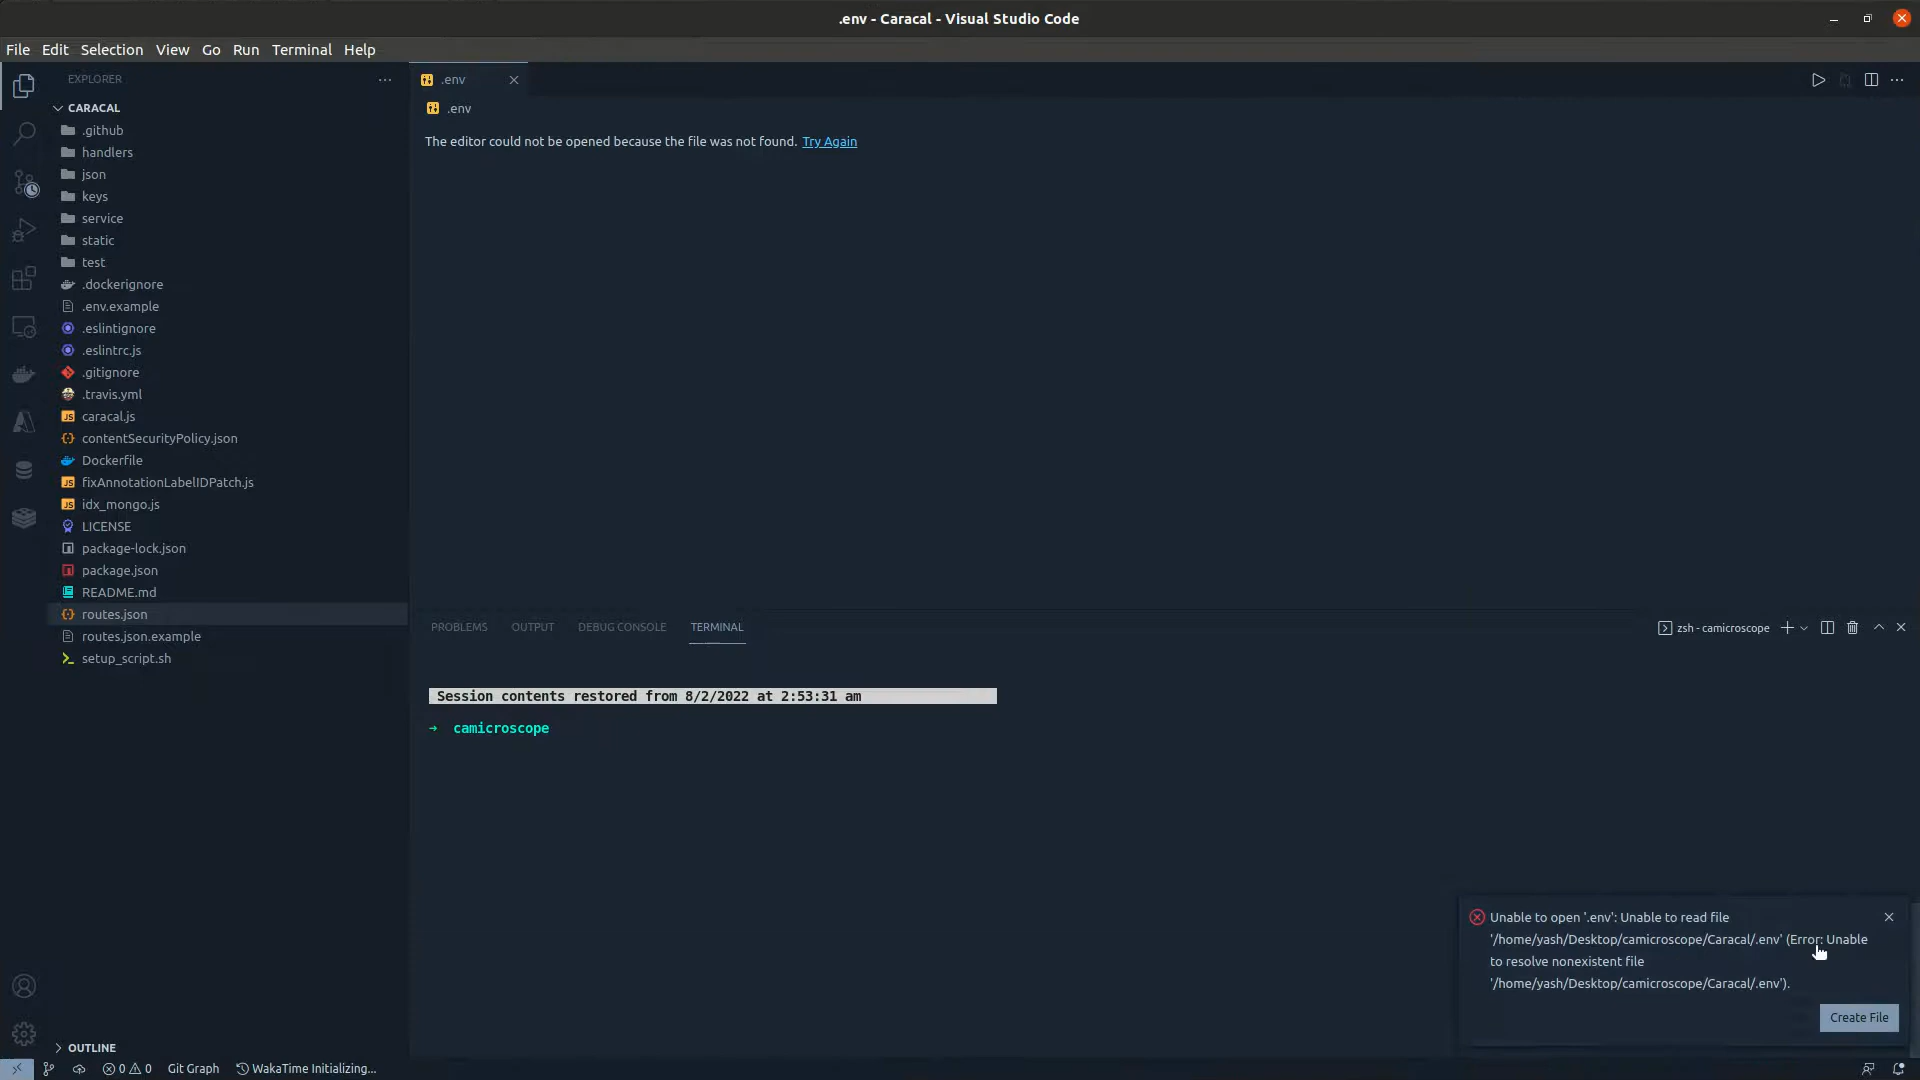 .env - Caracal - Visual Studio Code
File Edit Selection View Go Run Terminal Help
EXPLORER
CARACAL
.github
handlers
json
keys
service
static
test
.dockerignore
.env.example
.eslintignore
.eslintrc.js
.gitignore
.travis.yml
caracal.js
contentSecurityPolicy.json
Dockerfile
fixAnnotationLabelIDPatch.js
idx_mongo.js
LICENSE
package-lock.json
package.json
README.md
routes.json
routes.json.example
setup_script.sh
OUTLINE
.env
.env
The editor could not be opened because the file was not found. Try Again
PROBLEMS OUTPUT DEBUG CONSOLE TERMINAL
zsh - camicroscope
Session contents restored from 8/2/2022 at 2:53:31 am
→ camicroscope
Unable to open '.env': Unable to read file
'/home/yash/Desktop/camicroscope/Caracal/.env' (Error: Unable
to resolve nonexistent file
'/home/yash/Desktop/camicroscope/Caracal/.env').
Create File
0 0 Git Graph WakaTime Initializing...